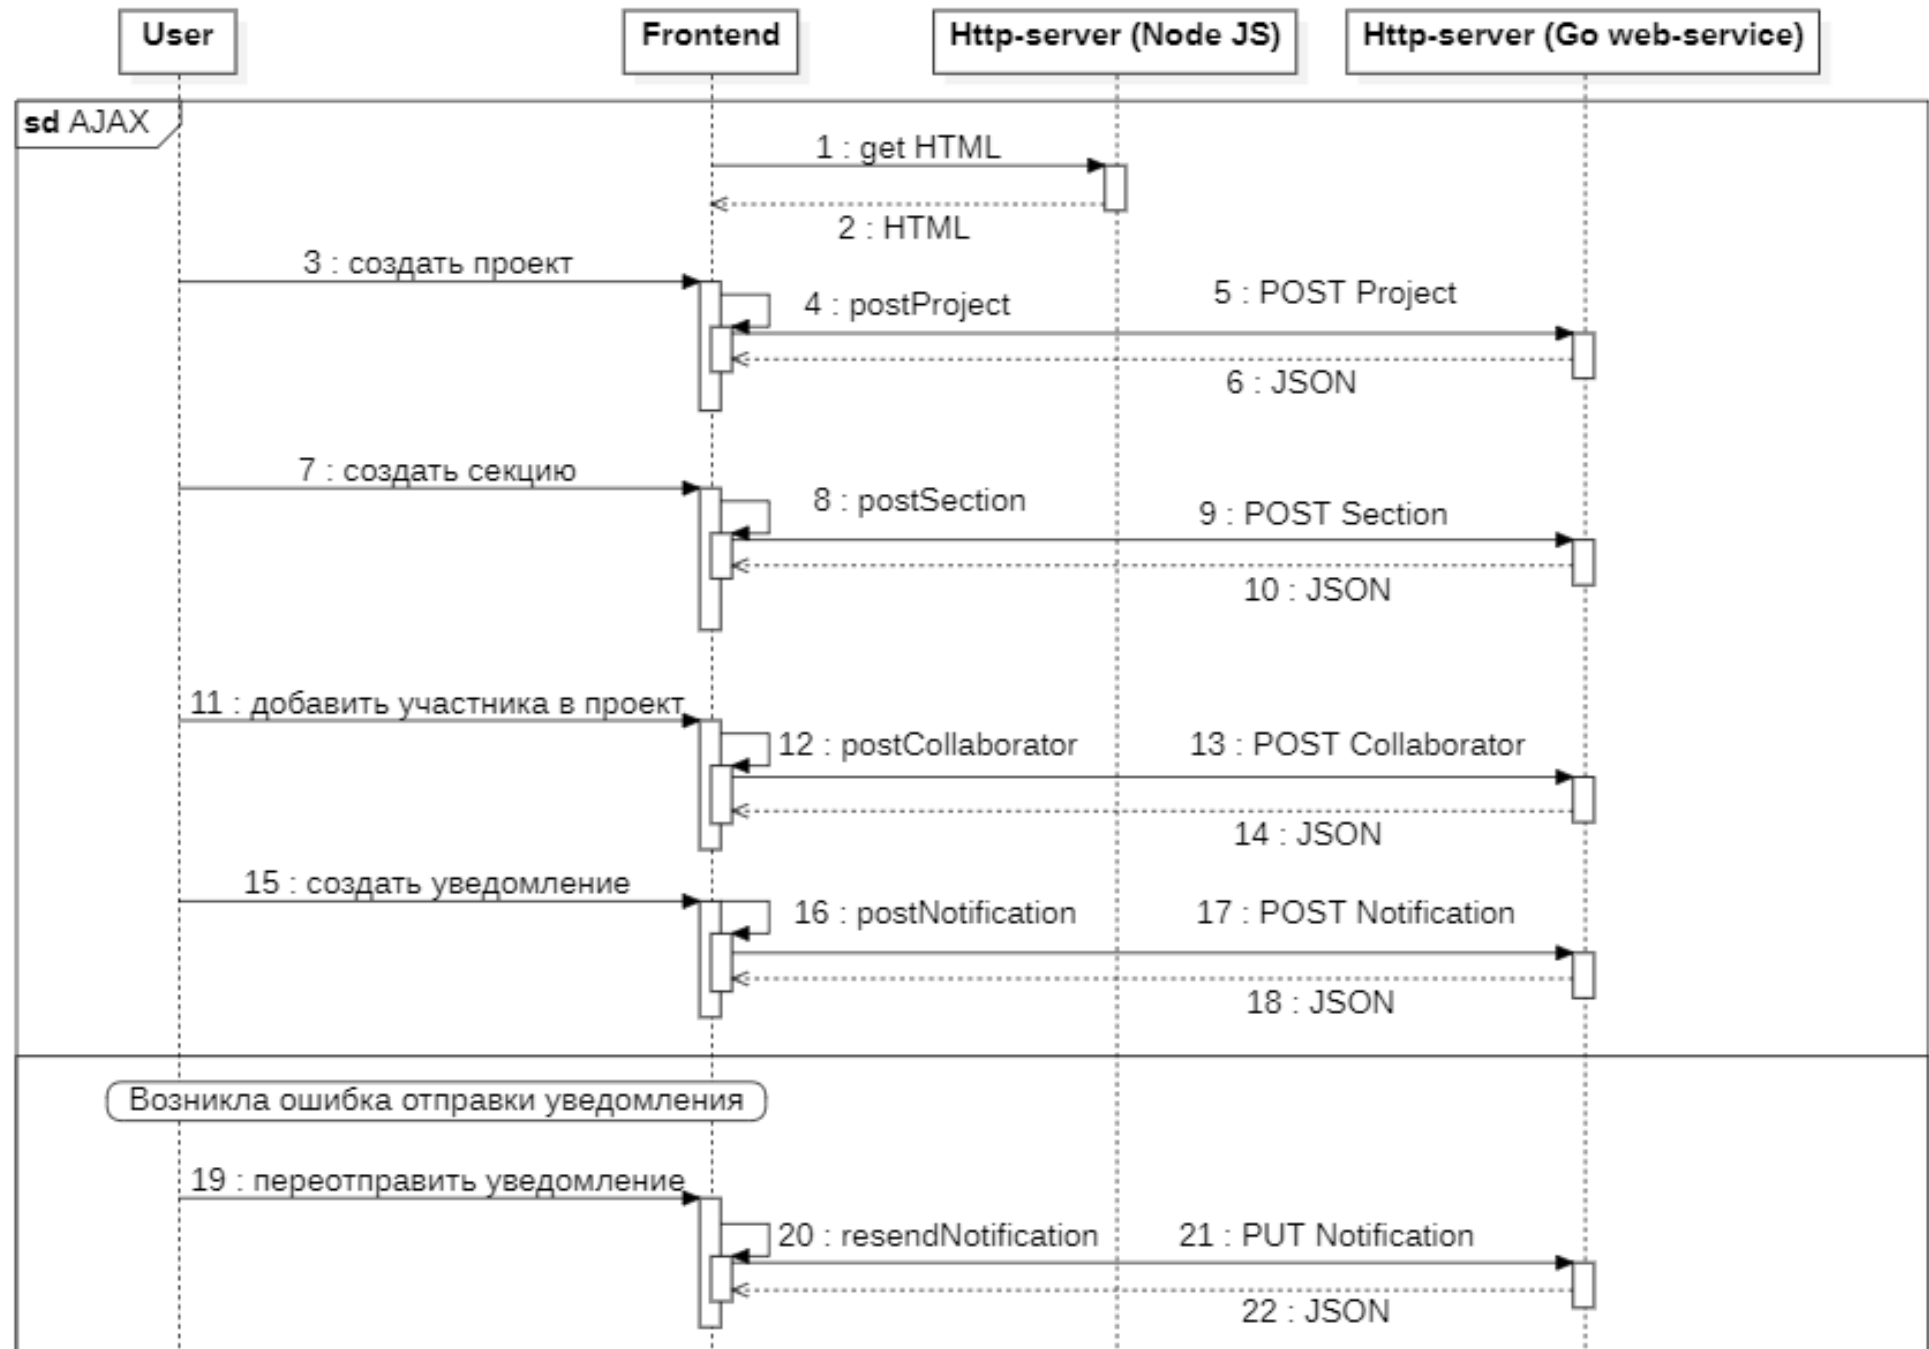 User
Frontend
Http-server (Node JS)
Http-server (Go web-service)
sd AJAX
1 : get HTML
2 : HTML
3 : создать проект
4 : postProject
5 : POST Project
6 : JSON
7 : создать секцию
8 : postSection
9 : POST Section
10 : JSON
11 : добавить участника в проект
12 : postCollaborator
13 : POST Collaborator
14 : JSON
15 : создать уведомление
16 : postNotification
17 : POST Notification
18 : JSON
Возникла ошибка отправки уведомления
19 : переотправить уведомление
20 : resendNotification
21 : PUT Notification
22 : JSON